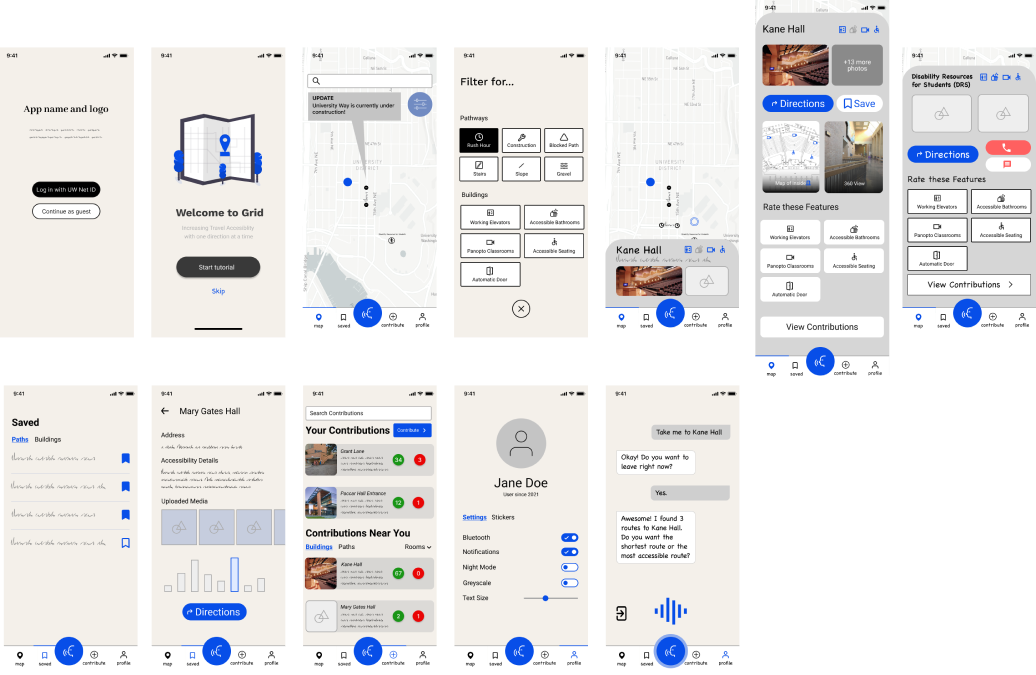 9:41
App name and logo
Log in with UW Net ID
Continue as guest
9:41
Welcome to Grid
Increasing Travel Accessibility
with one direction at a time
Start tutorial
Skip
9:41
UPDATE
University Way is currently under
construction!
UNIVERSITY
DISTRICT
map
saved
contribute
profile
9:41
Filter for...
Pathways
Rush Hour
Construction
Blocked Path
Stairs
Slope
Gravel
Buildings
Working Elevators
Accessible Bathrooms
Panopto Classrooms
Accessible Seating
Automatic Door
9:41
UNIVERSITY
DISTRICT
Kane Hall
map
saved
contribute
profile
9:41
Kane Hall
+13 more
photos
Directions
Save
Map of Inside
360 View
Rate these Features
Working Elevators
Accessible Bathrooms
Panopto Classrooms
Accessible Seating
Automatic Door
View Contributions
map
saved
contribute
profile
9:41
Disability Resources
for Students (DRS)
Directions
Rate these Features
Working Elevators
Accessible Bathrooms
Panopto Classrooms
Accessible Seating
Automatic Door
View Contributions
map
saved
contribute
profile
9:41
Saved
Paths
Buildings
map
saved
contribute
profile
9:41
Mary Gates Hall
Address
Accessibility Details
Uploaded Media
Directions
map
saved
contribute
profile
9:41
Search Contributions
Your Contributions
Contribute
Grant Lane
34
3
Paccar Hall Entrance
12
1
Contributions Near You
Buildings
Paths
Rooms
Kane Hall
67
0
Mary Gates Hall
2
1
map
saved
contribute
profile
9:41
Jane Doe
User since 2021
Settings
Stickers
Bluetooth
Notifications
Night Mode
Greyscale
Text Size
map
saved
contribute
profile
9:41
Take me to Kane Hall
Okay! Do you want to
leave right now?
Yes.
Awesome! I found 3
routes to Kane Hall.
Do you want the
shortest route or the
most accessible route?
map
saved
contribute
profile